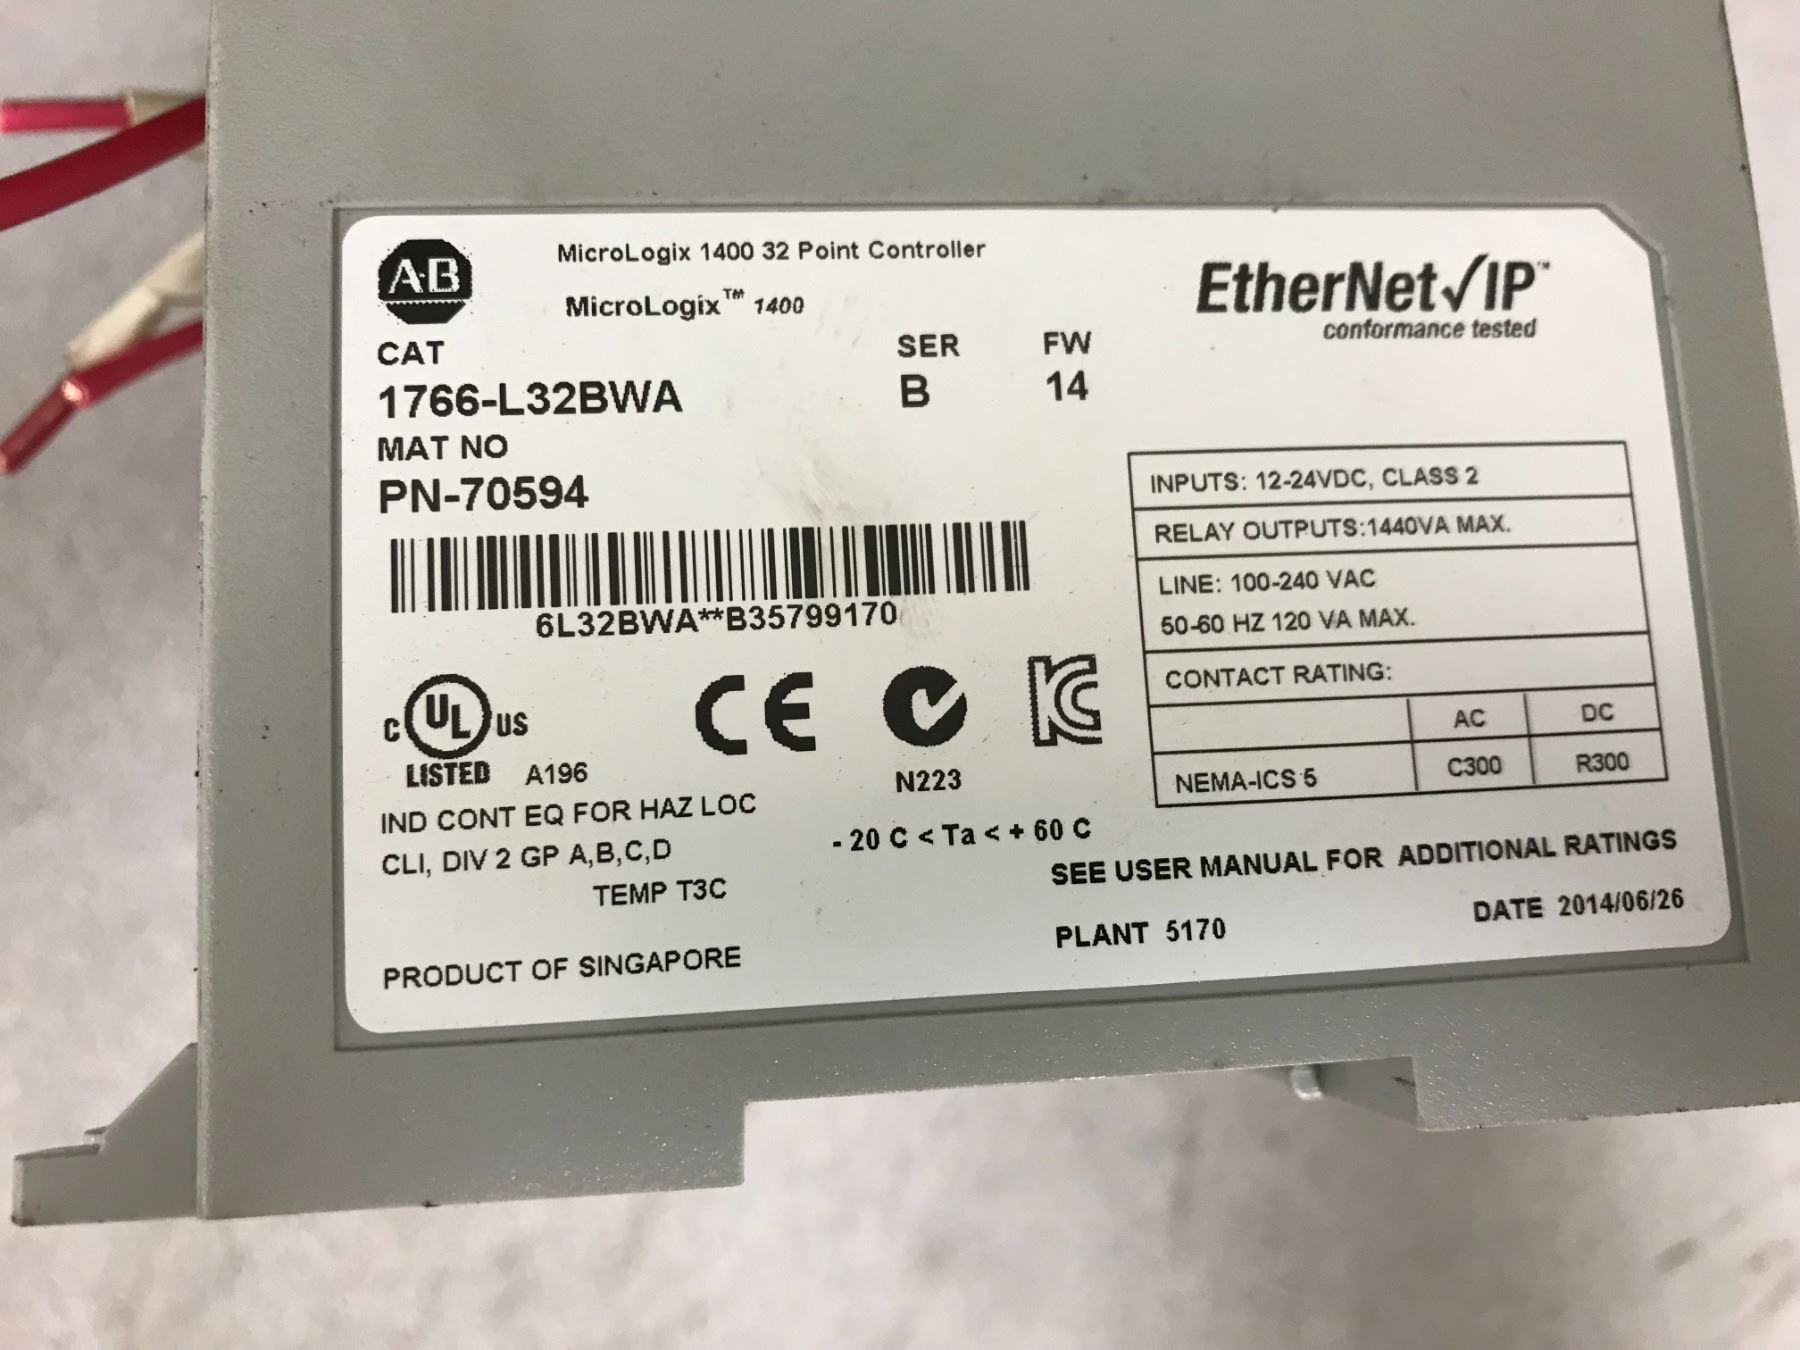 A·B
MicroLogix 1400 32 Point Controller
MicroLogix™ 1400
EtherNet/IP™
conformance tested
CAT
SER
FW
1766-L32BWA
B
14
MAT NO
PN-70594
6L32BWA**B35799170
INPUTS: 12-24VDC, CLASS 2
RELAY OUTPUTS:1440VA MAX.
LINE: 100-240 VAC
50-60 HZ 120 VA MAX.
CONTACT RATING:
AC DC
NEMA-ICS 5 C300 R300
C UL US
LISTED A196
CE
N223
KC
IND CONT EQ FOR HAZ LOC
CLI, DIV 2 GP A,B,C,D
TEMP T3C
- 20 C < Ta < + 60 C
SEE USER MANUAL FOR ADDITIONAL RATINGS
PLANT 5170
DATE 2014/06/26
PRODUCT OF SINGAPORE